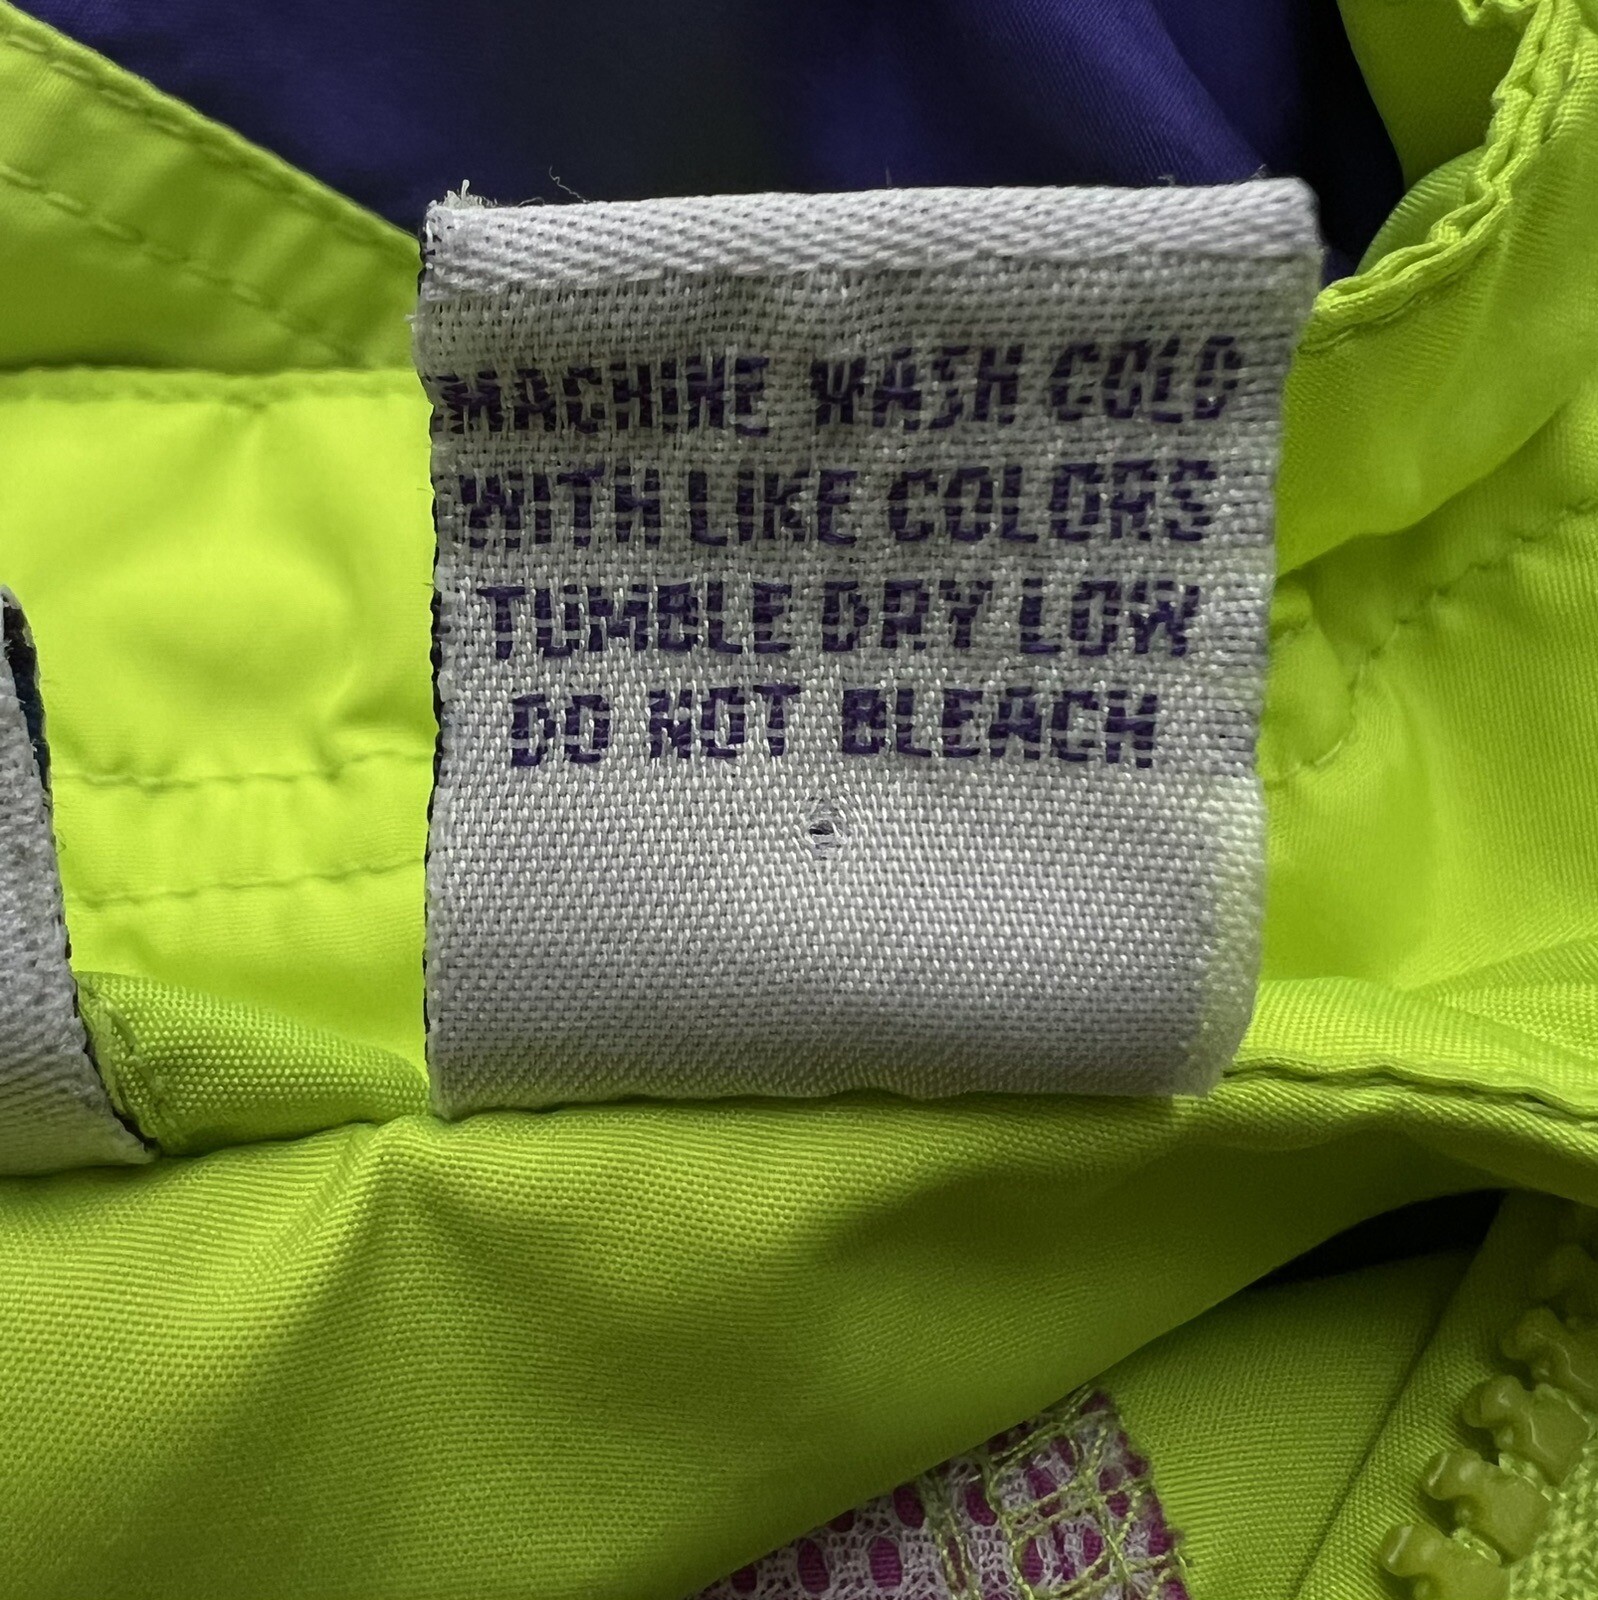 MACHINE WASH COLD
WITH LIKE COLORS
TUMBLE DRY LOW
DO NOT BLEACH